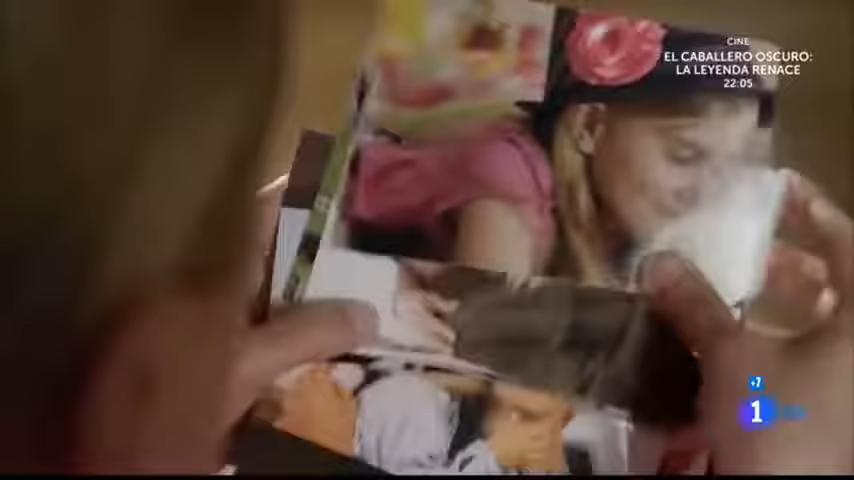 CINE
EL CABALLERO OSCURO:
LA LEYENDA RENACE
22:05
+7
1